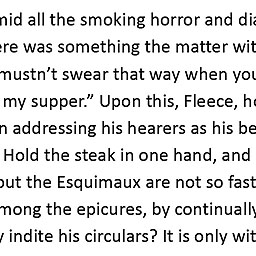 mid all the smoking horror and dia
ere was something the matter wit
mustn’t swear that way when you
my supper.” Upon this, Fleece, ho
n addressing his hearers as his be
Hold the steak in one hand, and
but the Esquimaux are not so fast
mong the epicures, by continually
y indite his circulars? It is only wit